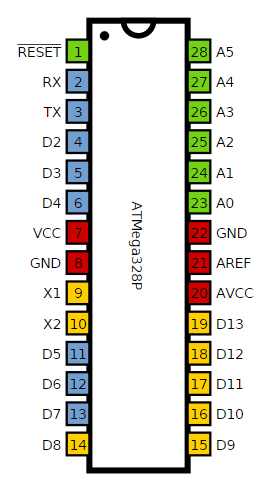 RESET 1 28 A5
RX 2 27 A4
TX 3 26 A3
D2 4 25 A2
D3 5 24 A1
D4 6 23 A0
VCC 7 22 GND
GND 8 21 AREF
X1 9 20 AVCC
X2 10 19 D13
D5 11 18 D12
D6 12 17 D11
D7 13 16 D10
D8 14 15 D9
ATMega328P